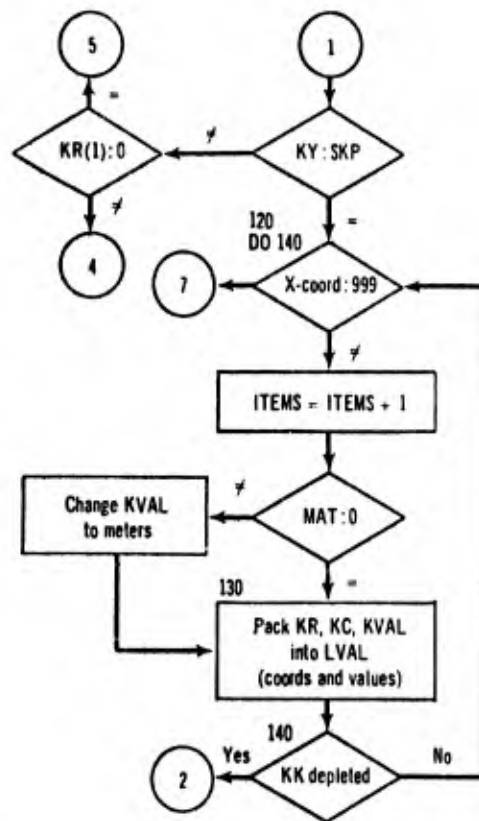 5
1
KR(1):0
=
≠
KY:SKP
≠
4
120
DO 140
=
7
X-coord:999
≠
ITEMS = ITEMS + 1
Change KVAL
to meters
≠
MAT:0
=
130
Pack KR, KC, KVAL
into LVAL
(coords and values)
140
Yes
No
2
KK depleted